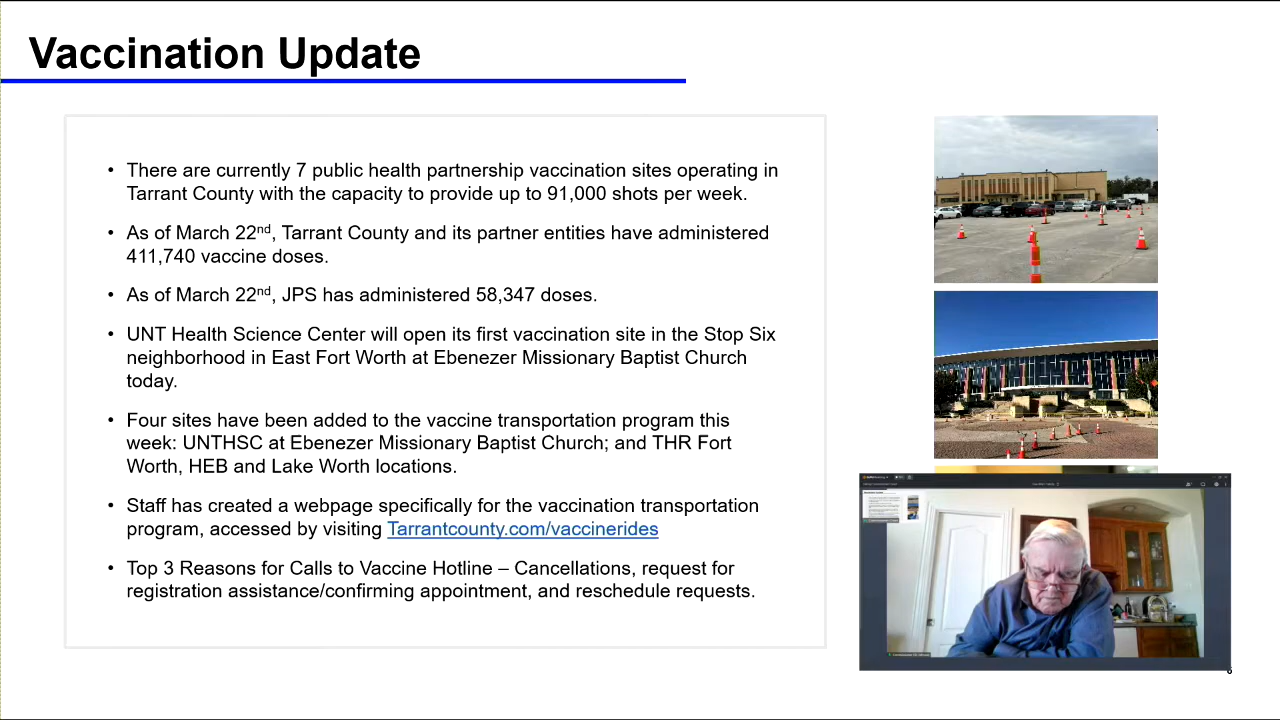 Vaccination Update
• There are currently 7 public health partnership vaccination sites operating in
Tarrant County with the capacity to provide up to 91,000 shots per week.
• As of March 22nd, Tarrant County and its partner entities have administered
411,740 vaccine doses.
• As of March 22nd, JPS has administered 58,347 doses.
• UNT Health Science Center will open its first vaccination site in the Stop Six
neighborhood in East Fort Worth at Ebenezer Missionary Baptist Church
today.
• Four sites have been added to the vaccine transportation program this
week: UNTHSC at Ebenezer Missionary Baptist Church; and THR Fort
Worth, HEB and Lake Worth locations.
• Staff has created a webpage specifically for the vaccination transportation
program, accessed by visiting Tarrantcounty.com/vaccinerides
• Top 3 Reasons for Calls to Vaccine Hotline – Cancellations, request for
registration assistance/confirming appointment, and reschedule requests.